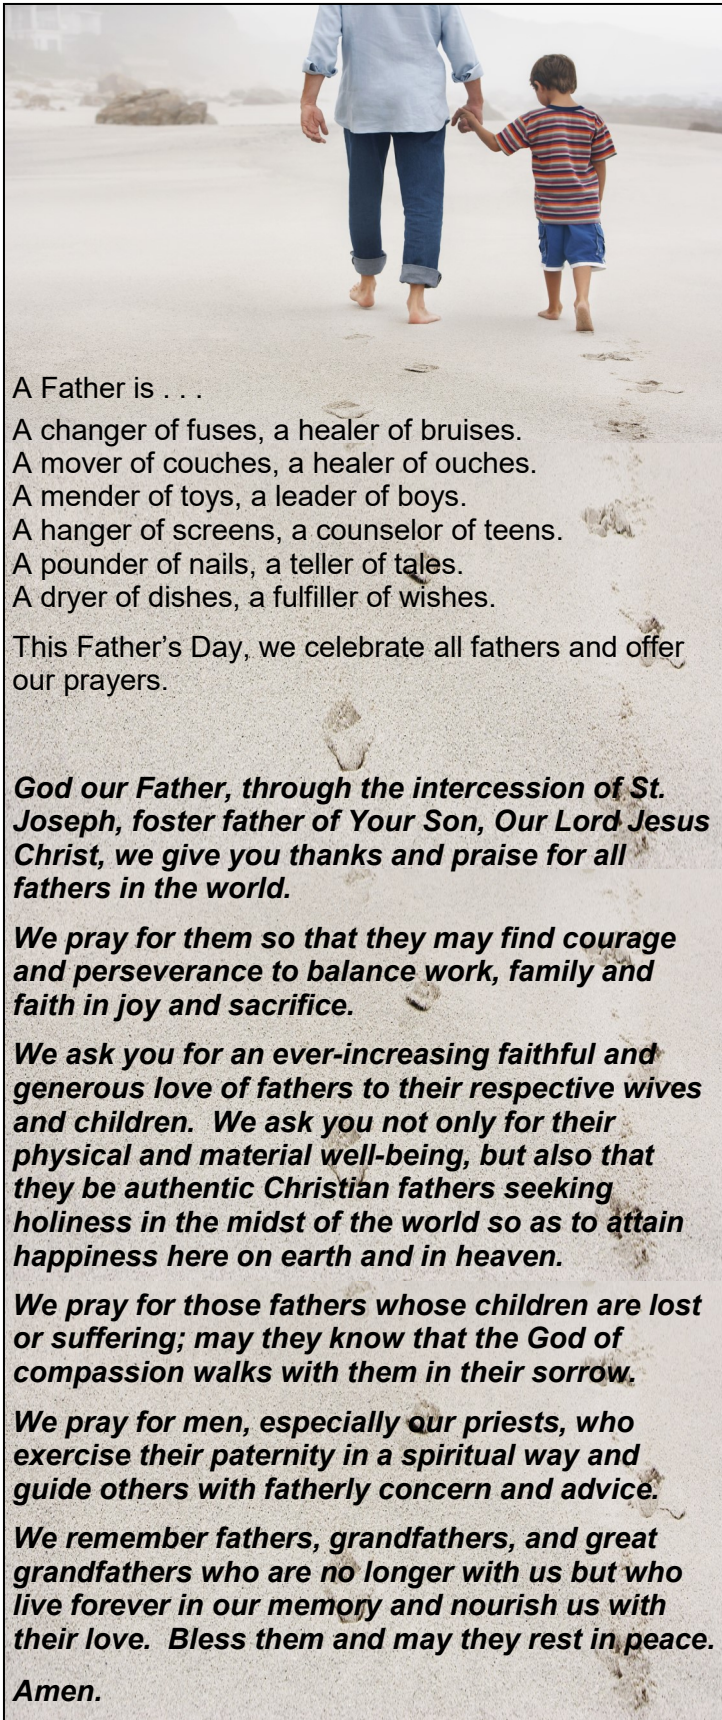 A Father is . . .
A changer of fuses, a healer of bruises.
A mover of couches, a healer of ouches.
A mender of toys, a leader of boys.
A hanger of screens, a counselor of teens.
A pounder of nails, a teller of tales.
A dryer of dishes, a fulfiller of wishes.
This Father’s Day, we celebrate all fathers and offer
our prayers.
God our Father, through the intercession of St.
Joseph, foster father of Your Son, Our Lord Jesus
Christ, we give you thanks and praise for all
fathers in the world.
We pray for them so that they may find courage
and perseverance to balance work, family and
faith in joy and sacrifice.
We ask you for an ever-increasing faithful and
generous love of fathers to their respective wives
and children.  We ask you not only for their
physical and material well-being, but also that
they be authentic Christian fathers seeking
holiness in the midst of the world so as to attain
happiness here on earth and in heaven.
We pray for those fathers whose children are lost
or suffering; may they know that the God of
compassion walks with them in their sorrow.
We pray for men, especially our priests, who
exercise their paternity in a spiritual way and
guide others with fatherly concern and advice.
We remember fathers, grandfathers, and great
grandfathers who are no longer with us but who
live forever in our memory and nourish us with
their love.  Bless them and may they rest in peace.
Amen.